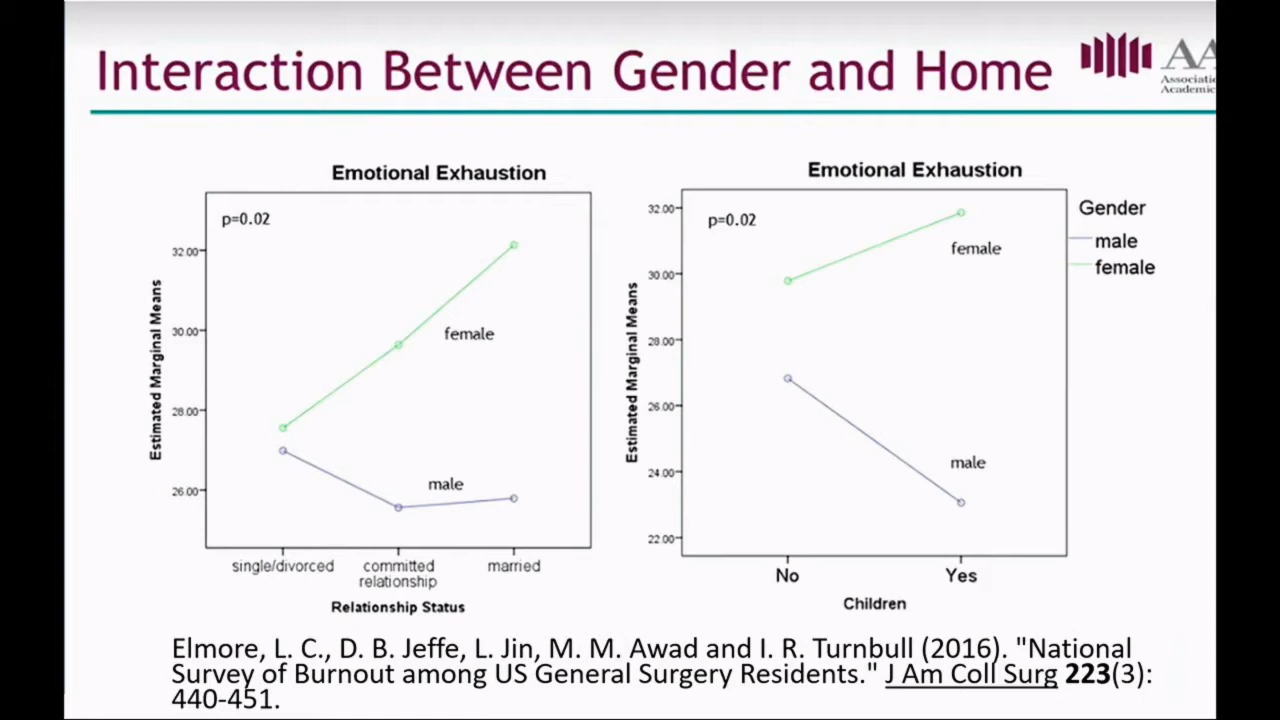 Interaction Between Gender and Home
AA
Associatio
Academic
Emotional Exhaustion
p=0.02
32.00
30.00
28.00
26.00
Estimated Marginal Means
female
male
single/divorced
committed
relationship
married
Relationship Status
Emotional Exhaustion
p=0.02
32.00
30.00
28.00
26.00
24.00
22.00
Estimated Marginal Means
female
male
No
Yes
Children
Gender
male
female
Elmore, L. C., D. B. Jeffe, L. Jin, M. M. Awad and I. R. Turnbull (2016). "National
Survey of Burnout among US General Surgery Residents." J Am Coll Surg 223(3):
440-451.